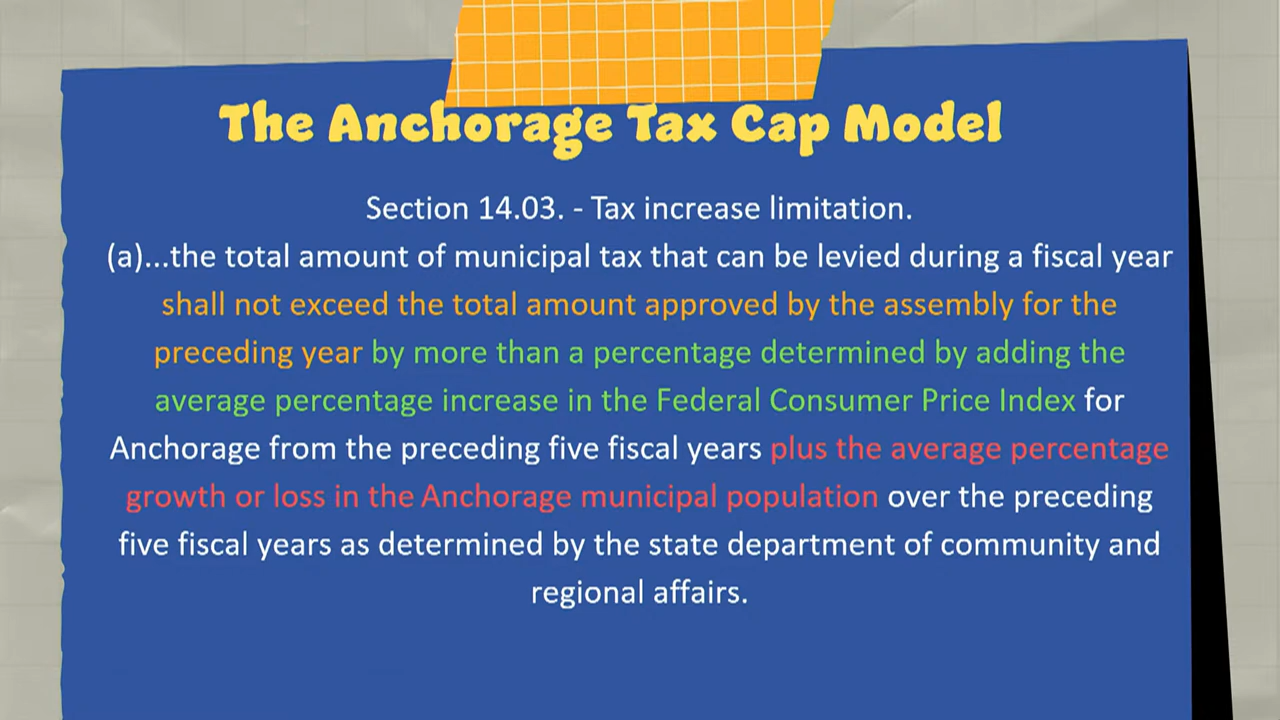 The Anchorage Tax Cap Model
Section 14.03. - Tax increase limitation.
(a)...the total amount of municipal tax that can be levied during a fiscal year
shall not exceed the total amount approved by the assembly for the
preceding year by more than a percentage determined by adding the
average percentage increase in the Federal Consumer Price Index for
Anchorage from the preceding five fiscal years plus the average percentage
growth or loss in the Anchorage municipal population over the preceding
five fiscal years as determined by the state department of community and
regional affairs.